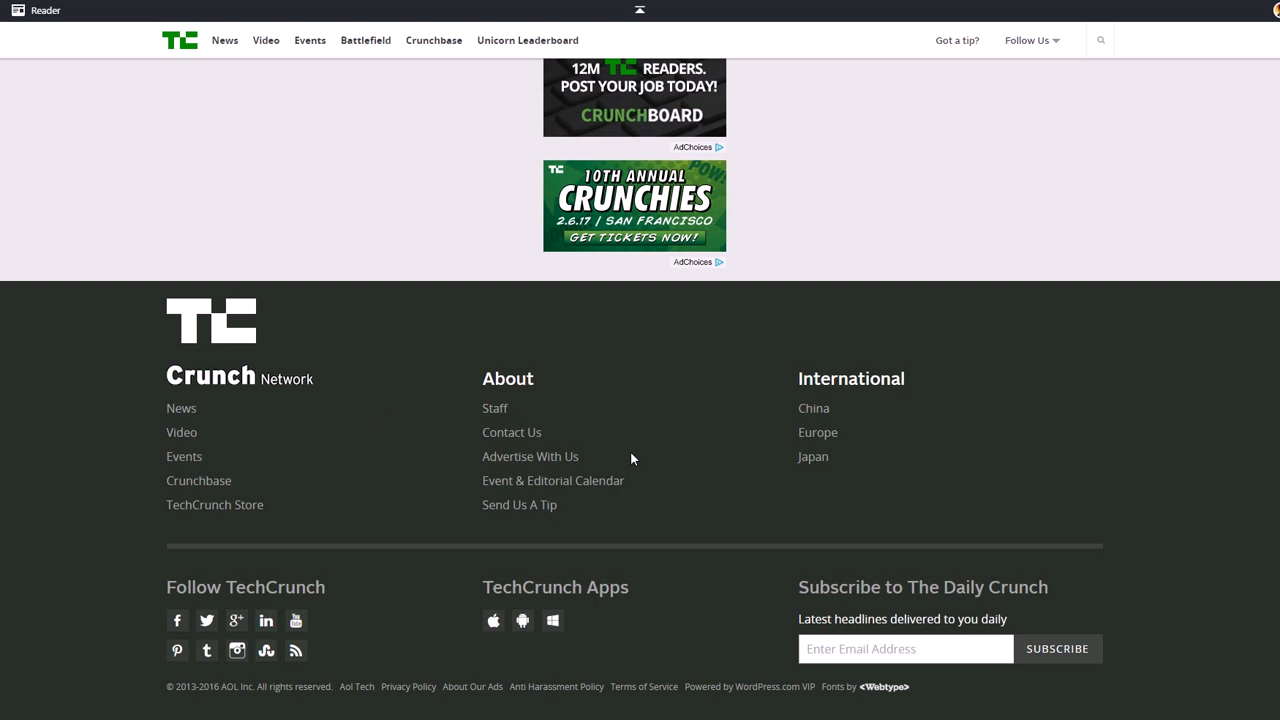 Reader
TC News Video Events Battlefield Crunchbase Unicorn Leaderboard Got a tip? Follow Us
12M TC READERS.
POST YOUR JOB TODAY!
CRUNCHBOARD
AdChoices
TC 10TH ANNUAL POW!
CRUNCHIES
2.6.17 | SAN FRANCISCO
GET TICKETS NOW!
AdChoices
TC
Crunch Network
News
Video
Events
Crunchbase
TechCrunch Store
About
Staff
Contact Us
Advertise With Us
Event & Editorial Calendar
Send Us A Tip
International
China
Europe
Japan
Follow TechCrunch
TechCrunch Apps
Subscribe to The Daily Crunch
Latest headlines delivered to you daily
Enter Email Address SUBSCRIBE
© 2013-2016 AOL Inc. All rights reserved. Aol Tech Privacy Policy About Our Ads Anti Harassment Policy Terms of Service Powered by WordPress.com VIP Fonts by <Webtype>